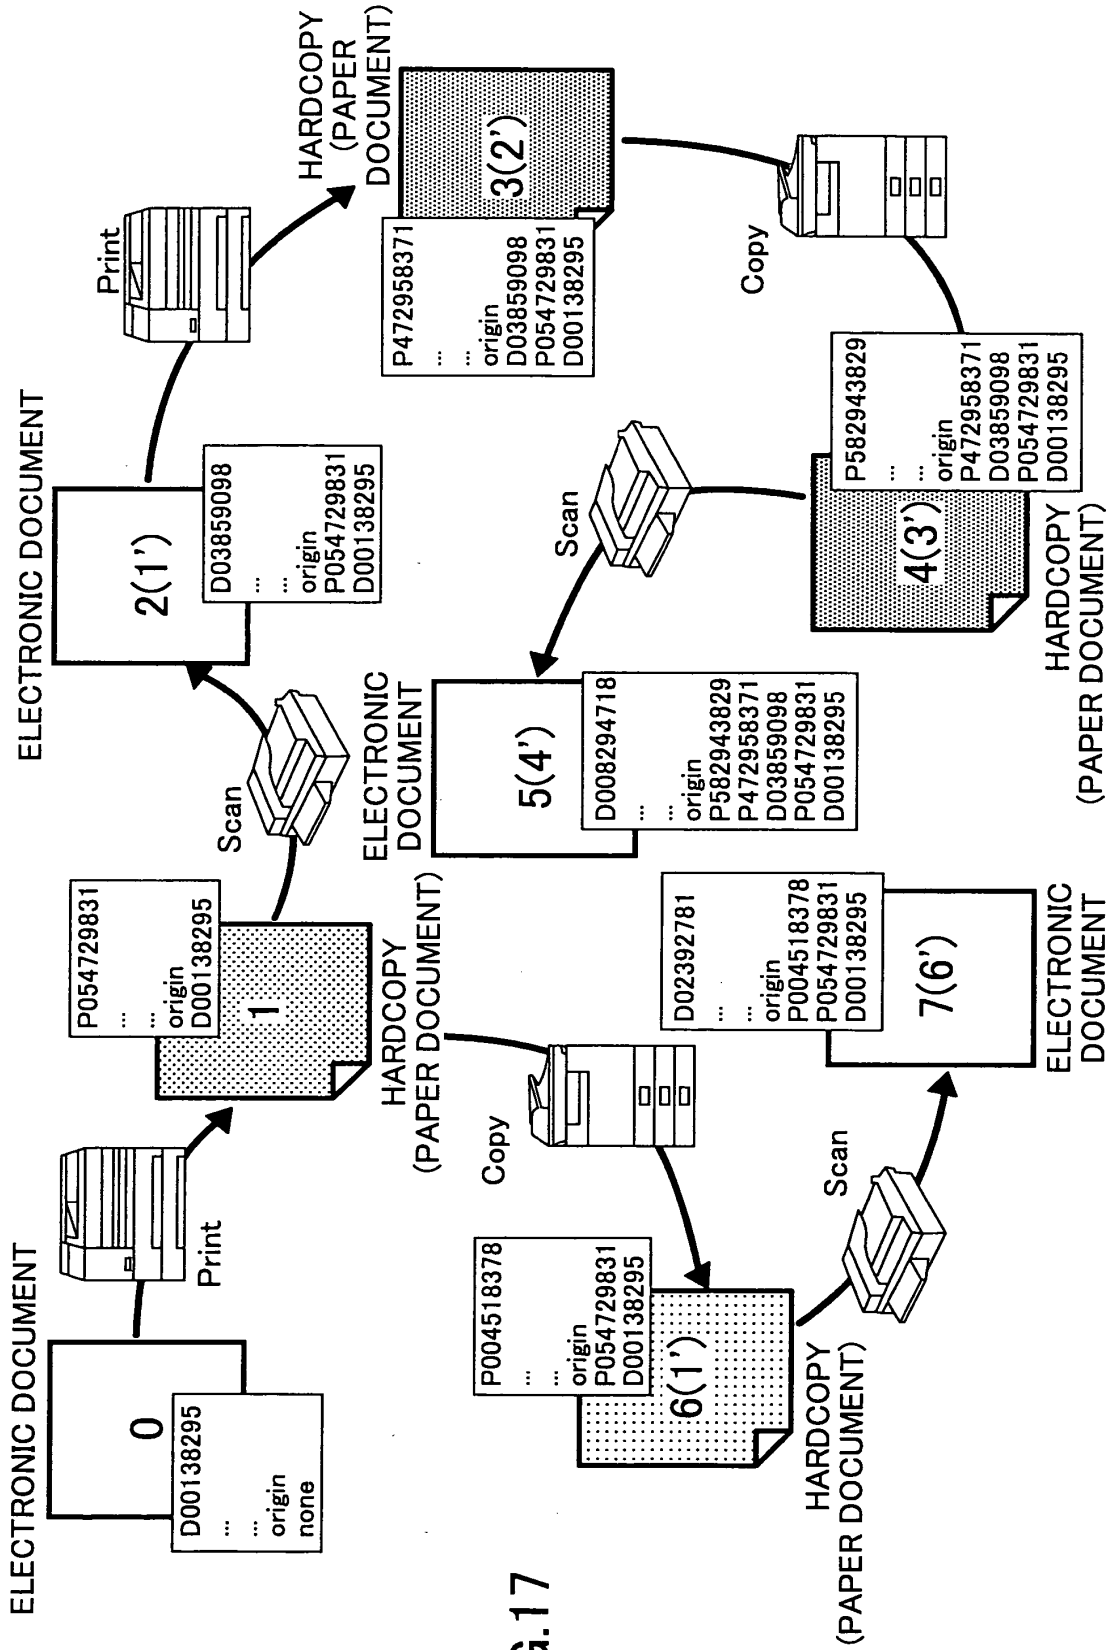 ELECTRONIC DOCUMENT
0
D00138295
...
... origin
none
Print
P054729831
...
... origin
D00138295
1
HARDCOPY
(PAPER DOCUMENT)
Scan
ELECTRONIC DOCUMENT
2(1')
D03859098
...
... origin
P054729831
D00138295
Print
HARDCOPY
(PAPER
DOCUMENT)
3(2')
P472958371
...
... origin
D03859098
P054729831
D00138295
Copy
P582943829
...
... origin
P472958371
D03859098
P054729831
D00138295
4(3')
HARDCOPY
(PAPER DOCUMENT)
Scan
ELECTRONIC
DOCUMENT
5(4')
D008294718
...
... origin
P582943829
P472958371
D03859098
P054729831
D00138295
Copy
P004518378
...
... origin
P054729831
D00138295
6(1')
HARDCOPY
(PAPER DOCUMENT)
Scan
D02392781
...
... origin
P004518378
P054729831
D00138295
7(6')
ELECTRONIC
DOCUMENT
G.17